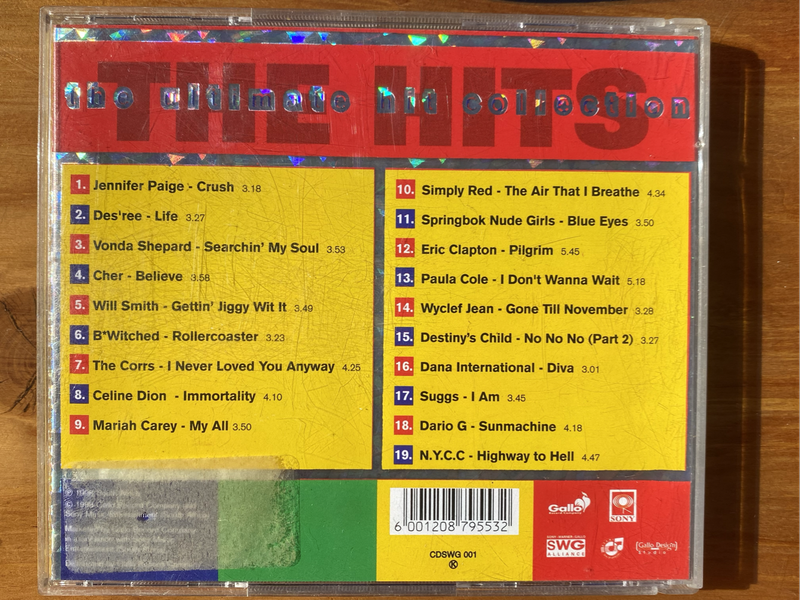 THE HITS
the ultimate hit collection
1. Jennifer Paige - Crush 3.18
2. Des'ree - Life 3.27
3. Vonda Shepard - Searchin' My Soul 3.53
4. Cher - Believe 3.58
5. Will Smith - Gettin' Jiggy Wit It 3.49
6. B*Witched - Rollercoaster 3.23
7. The Corrs - I Never Loved You Anyway 4.25
8. Celine Dion - Immortality 4.10
9. Mariah Carey - My All 3.50
10. Simply Red - The Air That I Breathe 4.34
11. Springbok Nude Girls - Blue Eyes 3.50
12. Eric Clapton - Pilgrim 5.45
13. Paula Cole - I Don't Wanna Wait 5.18
14. Wyclef Jean - Gone Till November 3.28
15. Destiny's Child - No No No (Part 2) 3.27
16. Dana International - Diva 3.01
17. Suggs - I Am 3.45
18. Dario G - Sunmachine 4.18
19. N.Y.C.C - Highway to Hell 4.47
6 001208 795532
CDSWG 001
Gallo
SONY
SWG
ALLIANCE
Gallo Design
Studio